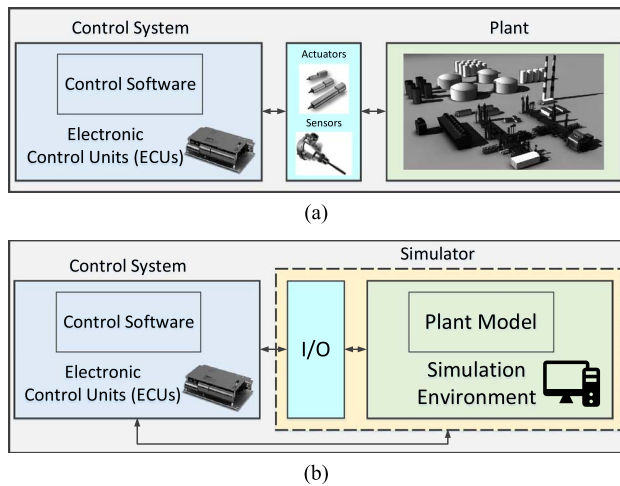 Control System
Plant
Control Software
Electronic
Control Units (ECUs)
Actuators
Sensors
(a)
Simulator
Control System
Control Software
Electronic
Control Units (ECUs)
I/O
Plant Model
Simulation
Environment
(b)